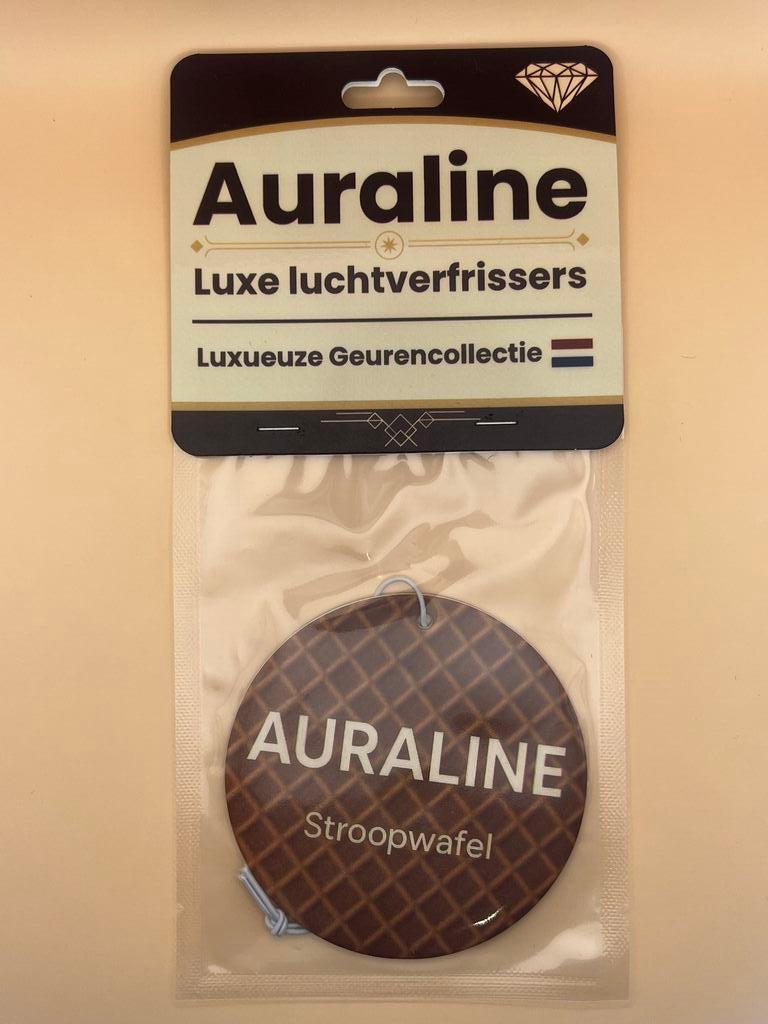 Auraline
Luxe luchtverfrissers
Luxueuze Geurencollectie
AURALINE
Stroopwafel